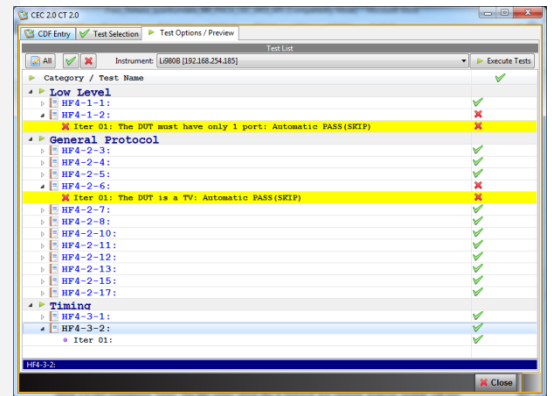 CEC 2.0 CT 2.0
CDF Entry Test Selection Test Options / Preview
Test List
All Instrument: [192.168.254.185] Execute Tests
Category / Test Name
Low Level
HF4-1-1:
HF4-1-2:
Iter 01: The DUT must have only 1 port: Automatic PASS(SKIP)
General Protocol
HF4-2-3:
HF4-2-4:
HF4-2-5:
HF4-2-6:
Iter 01: The DUT is a TV: Automatic PASS(SKIP)
HF4-2-7:
HF4-2-8:
HF4-2-10:
HF4-2-11:
HF4-2-12:
HF4-2-13:
HF4-2-15:
HF4-2-17:
Timing
HF4-3-1:
HF4-3-2:
Iter 01:
HF4-3-2:
Close